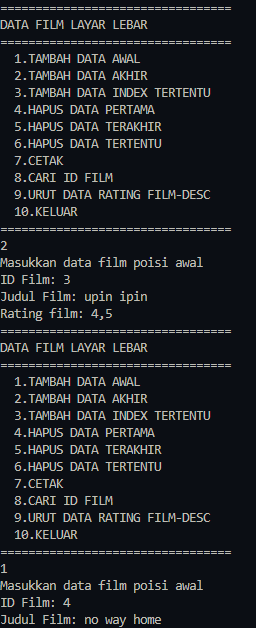 =================================
DATA FILM LAYAR LEBAR
=================================
1.TAMBAH DATA AWAL
2.TAMBAH DATA AKHIR
3.TAMBAH DATA INDEX TERTENTU
4.HAPUS DATA PERTAMA
5.HAPUS DATA TERAKHIR
6.HAPUS DATA TERTENTU
7.CETAK
8.CARI ID FILM
9.URUT DATA RATING FILM-DESC
10.KELUAR
=================================
2
Masukkan data film poisi awal
ID Film: 3
Judul Film: upin ipin
Rating film: 4,5
=================================
DATA FILM LAYAR LEBAR
=================================
1.TAMBAH DATA AWAL
2.TAMBAH DATA AKHIR
3.TAMBAH DATA INDEX TERTENTU
4.HAPUS DATA PERTAMA
5.HAPUS DATA TERAKHIR
6.HAPUS DATA TERTENTU
7.CETAK
8.CARI ID FILM
9.URUT DATA RATING FILM-DESC
10.KELUAR
=================================
1
Masukkan data film poisi awal
ID Film: 4
Judul Film: no way home